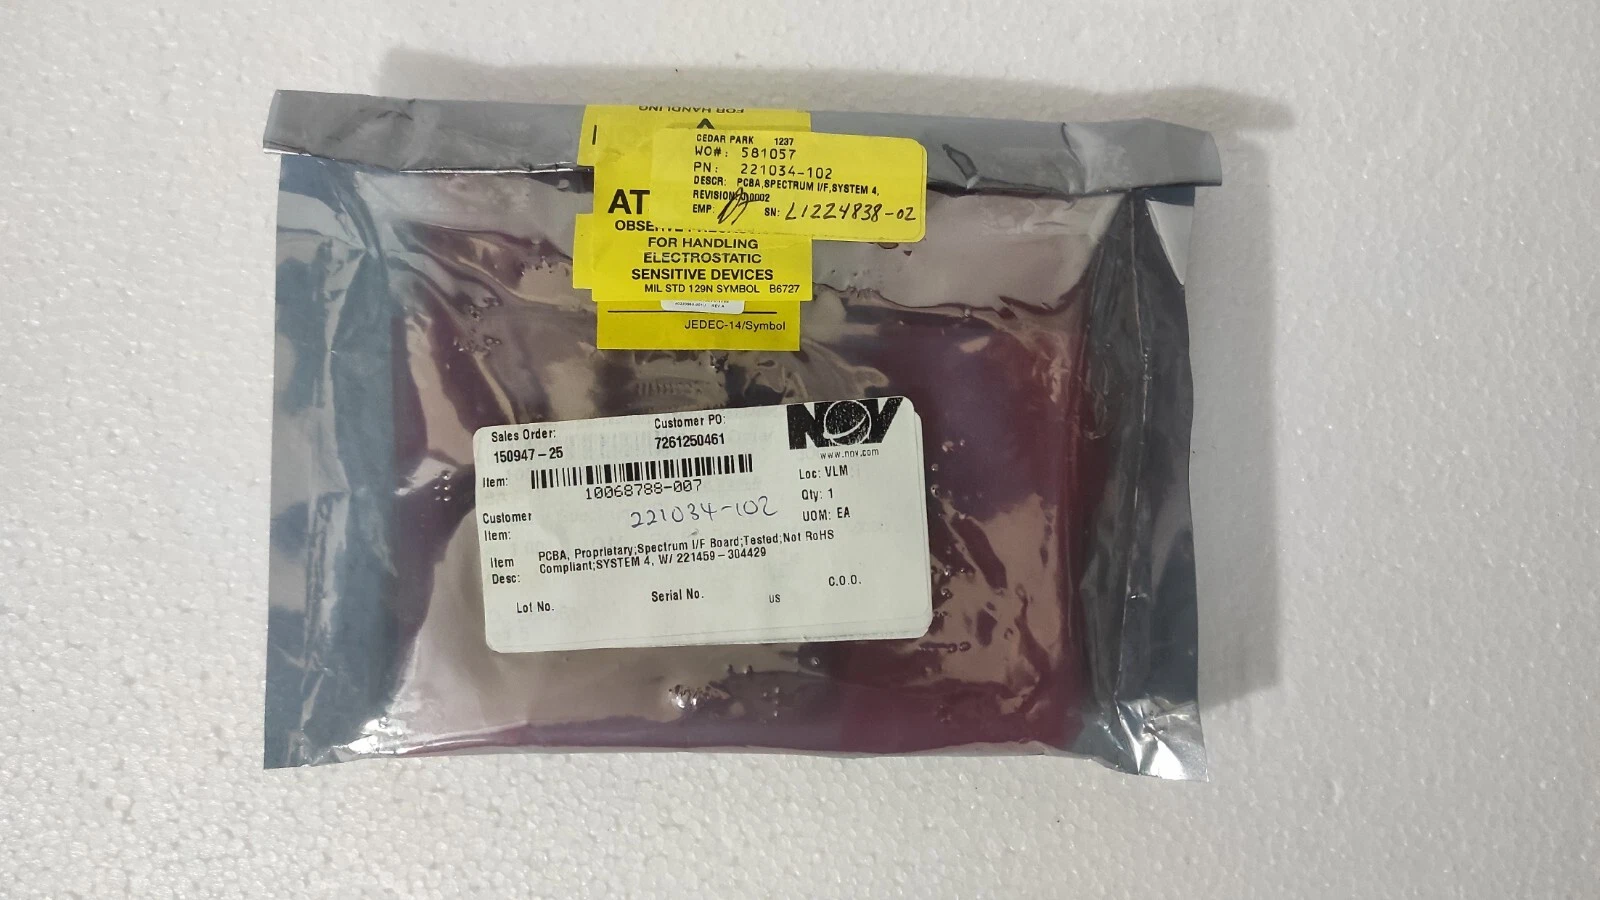 FOR HANDLING
CEDAR PARK 1237
WO#: 581057
PN: 221034-102
DESCR: PCBA,SPECTRUM I/F,SYSTEM 4,
REVISION:
EMP: SN: L1224838-02
AT
FOR HANDLING
ELECTROSTATIC
SENSITIVE DEVICES
MIL STD 129N SYMBOL B6727
JEDEC-14/Symbol
NOV
www.nov.com
Sales Order: Customer PO:
150947-25 7261250461
Item: 10068788-007
Loc: VLM
Qty: 1
UOM: EA
Customer
Item: 221034-102
Item
Desc: PCBA, Proprietary;Spectrum I/F Board;Tested;Not RoHS
Compliant;SYSTEM 4, W/ 221459-304429
Lot No. Serial No. US C.O.O.